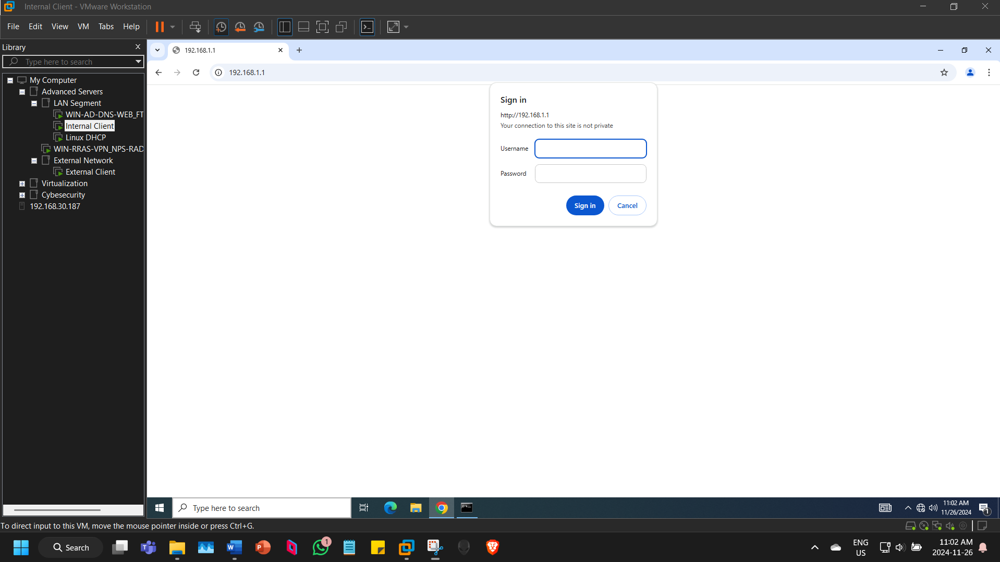 Internal Client - VMware Workstation
File Edit View VM Tabs Help
Library
Type here to search
My Computer
Advanced Servers
LAN Segment
WIN-AD-DNS-WEB_FT
Internal Client
Linux DHCP
WIN-RRAS-VPN_NPS-RAD
External Network
External Client
Virtualization
Cybesecurity
192.168.30.187
192.168.1.1
192.168.1.1
Sign in
http://192.168.1.1
Your connection to this site is not private
Username
Password
Sign in Cancel
Type here to search
11:02 AM
11/26/2024
1
To direct input to this VM, move the mouse pointer inside or press Ctrl+G.
Search
1
ENG
US
11:02 AM
2024-11-26